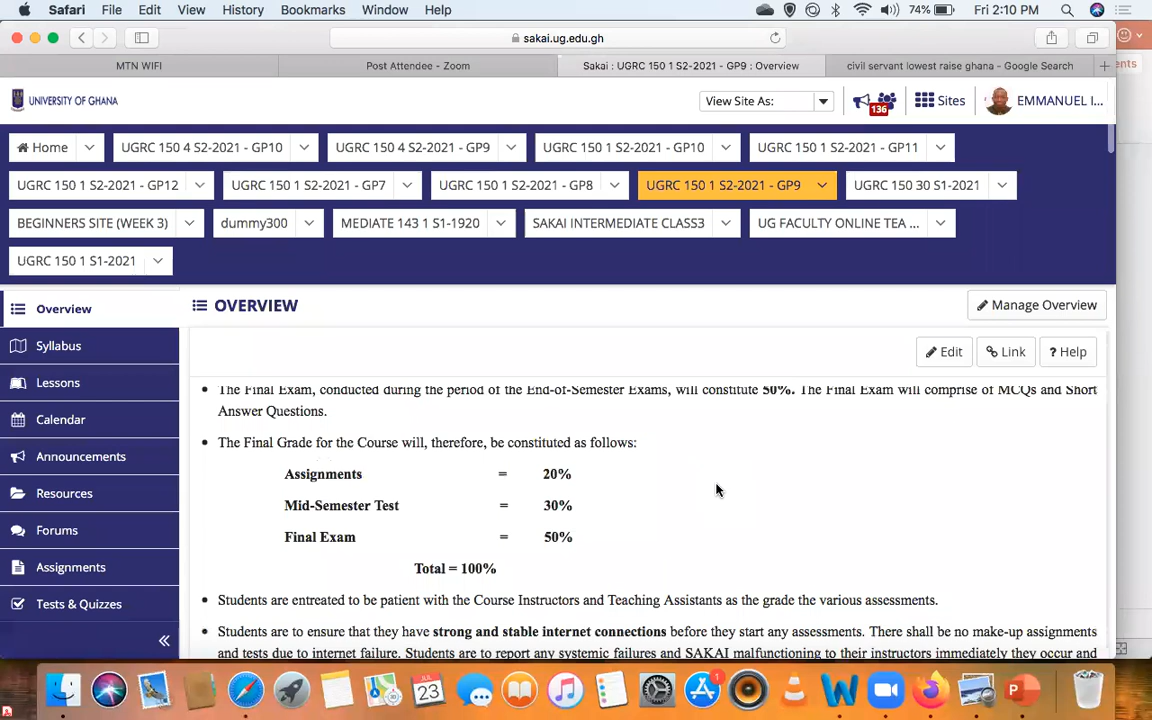 Safari File Edit View History Bookmarks Window Help 74% Fri 2:10 PM
sakai.ug.edu.gh
MTN WIFI Post Attendee - Zoom Sakai : UGRC 150 1 S2-2021 - GP9 : Overview civil servant lowest raise ghana - Google Search
ents
UNIVERSITY OF GHANA View Site As: 136 Sites EMMANUEL I...
Home UGRC 150 4 S2-2021 - GP10 UGRC 150 4 S2-2021 - GP9 UGRC 150 1 S2-2021 - GP10 UGRC 150 1 S2-2021 - GP11
UGRC 150 1 S2-2021 - GP12 UGRC 150 1 S2-2021 - GP7 UGRC 150 1 S2-2021 - GP8 UGRC 150 1 S2-2021 - GP9 UGRC 150 30 S1-2021
BEGINNERS SITE (WEEK 3) dummy300 MEDIATE 143 1 S1-1920 SAKAI INTERMEDIATE CLASS3 UG FACULTY ONLINE TEA ...
UGRC 150 1 S1-2021
Overview
Syllabus
Lessons
Calendar
Announcements
Resources
Forums
Assignments
Tests & Quizzes
OVERVIEW Manage Overview
Edit Link ? Help
The Final Exam, conducted during the period of the End-of-Semester Exams, will constitute 50%. The Final Exam will comprise of MCQs and Short
Answer Questions.
The Final Grade for the Course will, therefore, be constituted as follows:
Assignments = 20%
Mid-Semester Test = 30%
Final Exam = 50%
Total = 100%
Students are entreated to be patient with the Course Instructors and Teaching Assistants as the grade the various assessments.
Students are to ensure that they have strong and stable internet connections before they start any assessments. There shall be no make-up assignments
and tests due to internet failure. Students are to report any systemic failures and SAKAI malfunctioning to their instructors immediately they occur and
JUL
23
1